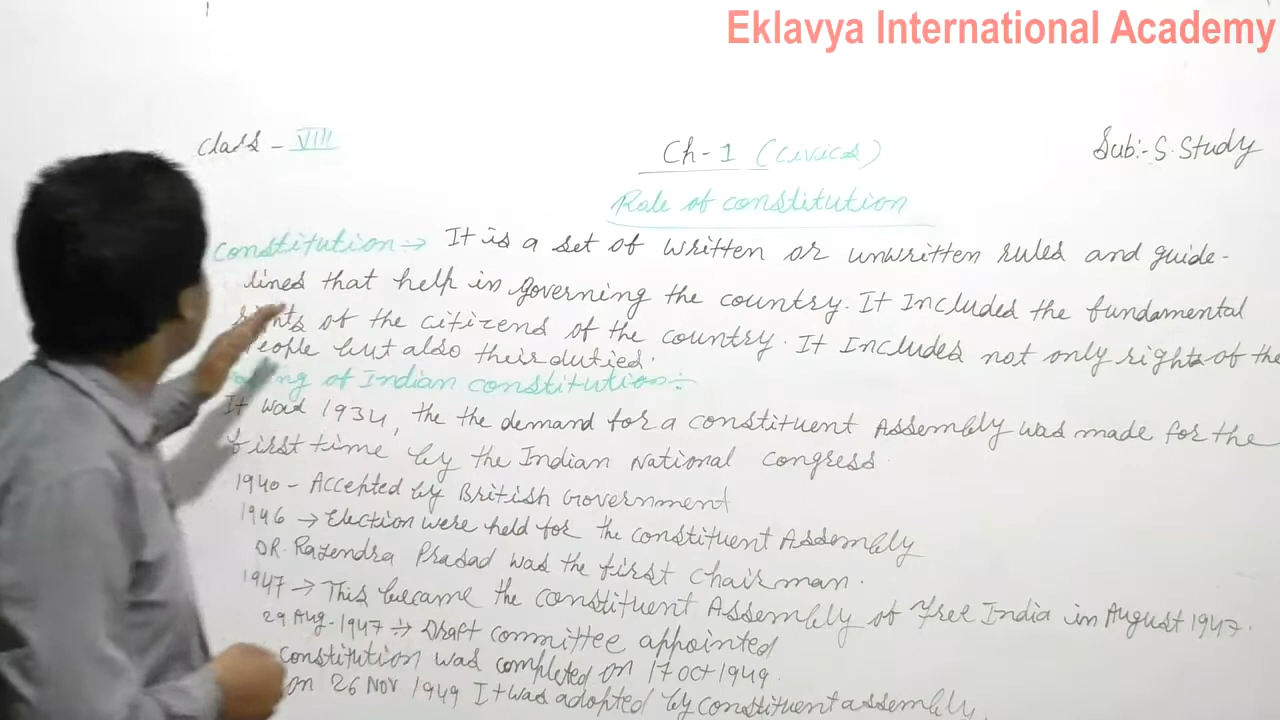 Eklavya International Academy
Class - VIII
Ch-1 (Civics)
Sub:- S. Study
Role of constitution
Constitution → It is a set of written or unwritten rules and guide-
lines that help in governing the country. It Includes the fundamental
rights of the citizens of the country. It Includes not only rights of the
People but also their duties.
of Indian constitution :-
It was 1934, the the demand for a constituent Assembly was made for the
first time by the Indian National Congress.
1940 - Accepted by British Government
1946 → Election were held for the constituent Assembly
DR. Rajendra Prasad was the first Chairman.
1947 → This became the constituent Assembly of Free India in August 1947.
29 Aug-1947 → Draft committee appointed
Constitution was completed on 17 Oct 1949.
on 26 Nov 1949 It was adopted by constituent assembly.